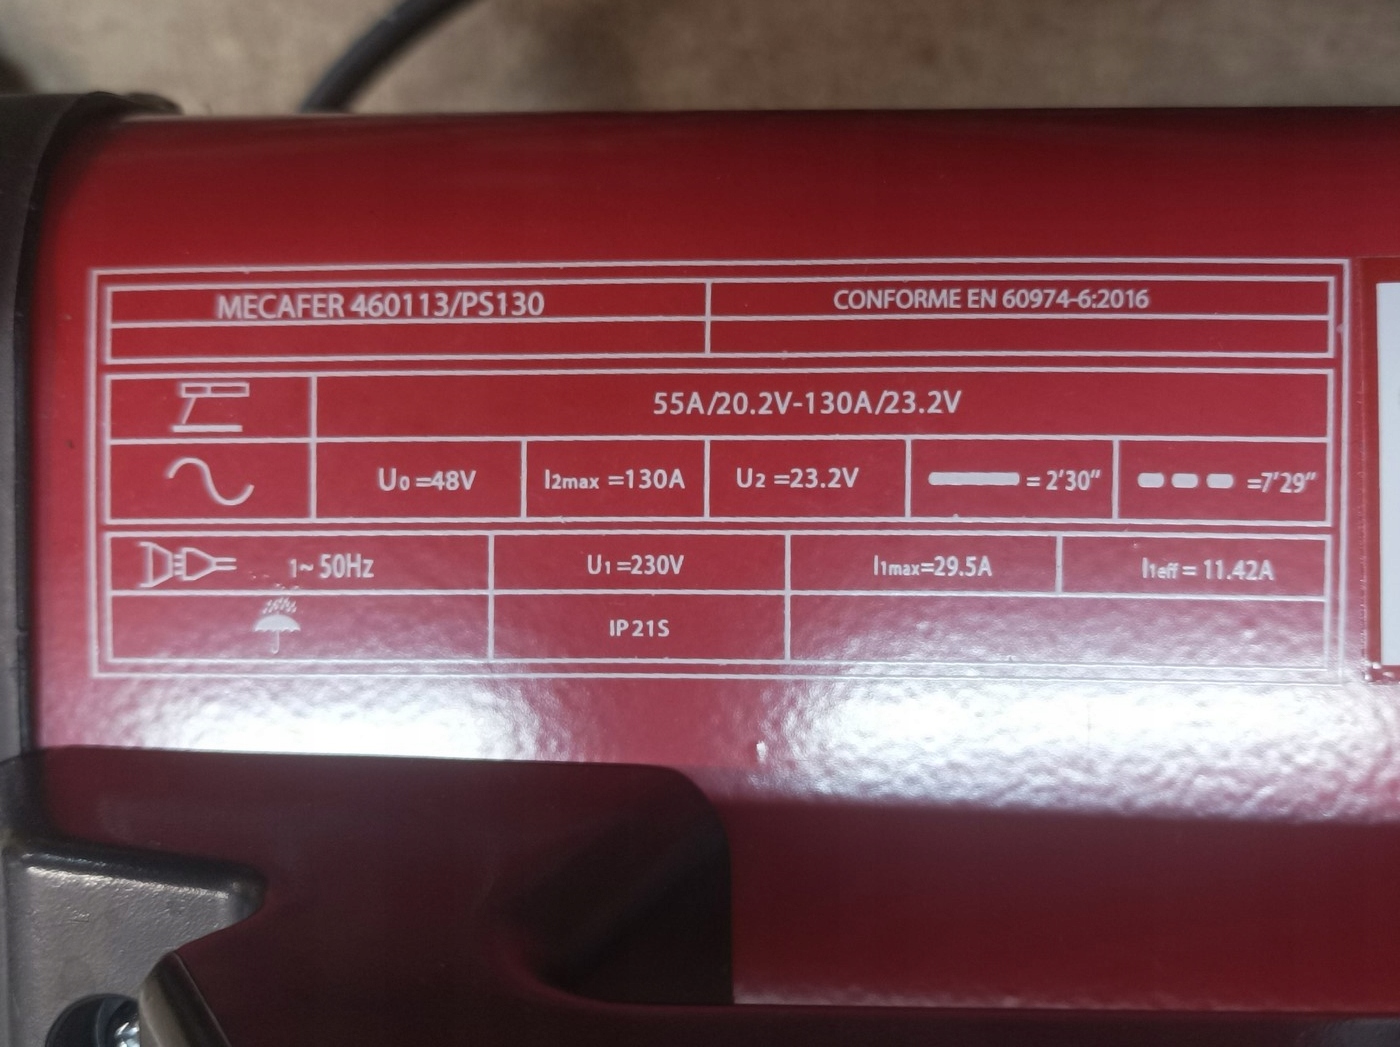 MECAFER 460113/PS130
CONFORME EN 60974-6:2016
55A/20.2V-130A/23.2V
U0 =48V
I2max =130A
U2 =23.2V
= 2'30"
=7'29"
1~ 50Hz
U1 =230V
I1max=29.5A
I1eff = 11.42A
IP21S